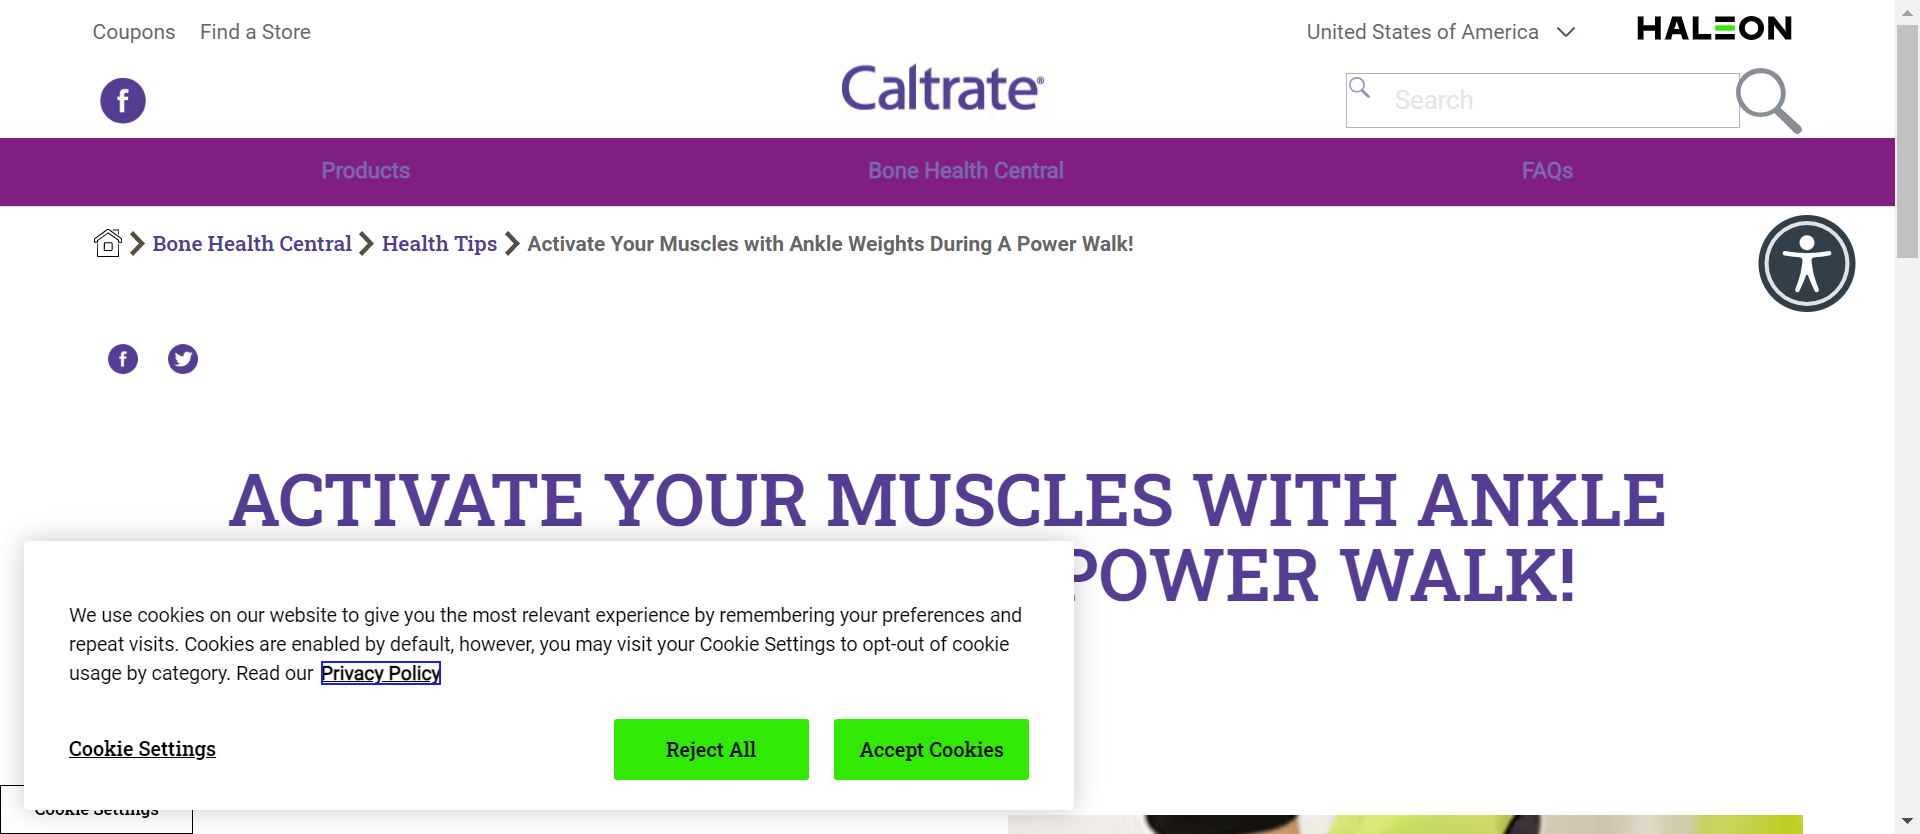 Coupons Find a Store
United States of America
HALEON
Caltrate®
Search
Products Bone Health Central FAQs
Bone Health Central Health Tips Activate Your Muscles with Ankle Weights During A Power Walk!
ACTIVATE YOUR MUSCLES WITH ANKLE
POWER WALK!
We use cookies on our website to give you the most relevant experience by remembering your preferences and
repeat visits. Cookies are enabled by default, however, you may visit your Cookie Settings to opt-out of cookie
usage by category. Read our Privacy Policy
Cookie Settings Reject All Accept Cookies
Cookie Settings